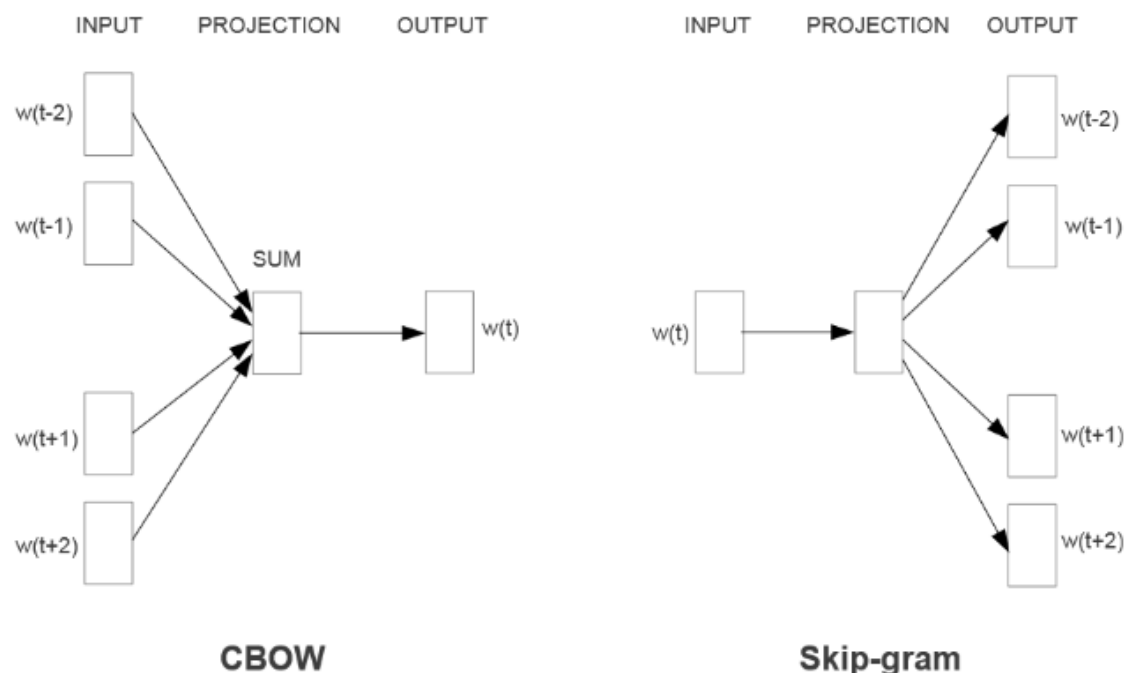 INPUT PROJECTION OUTPUT
w(t-2)
w(t-1)
SUM
w(t)
w(t+1)
w(t+2)
CBOW
INPUT PROJECTION OUTPUT
w(t-2)
w(t-1)
w(t)
w(t+1)
w(t+2)
Skip-gram